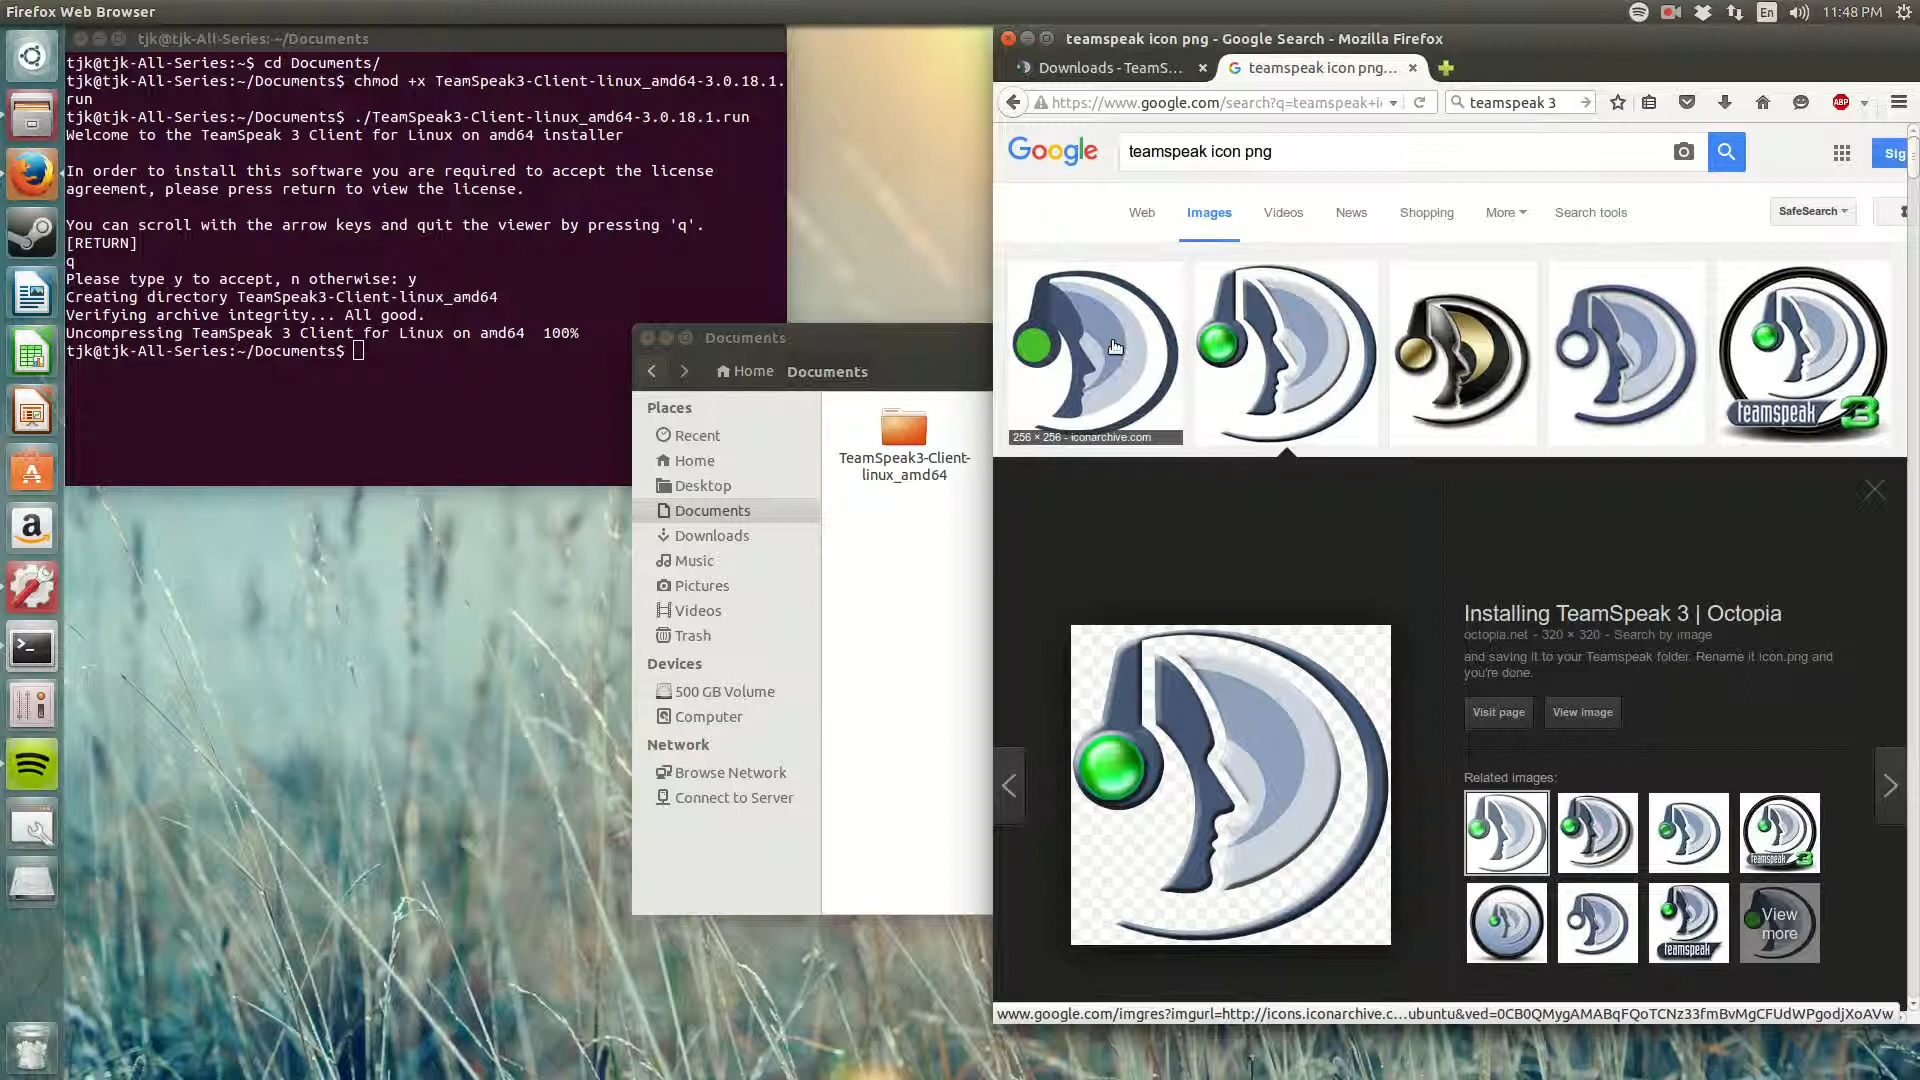 Firefox Web Browser
En
11:48 PM
tjk@tjk-All-Series: ~/Documents
tjk@tjk-All-Series:~$ cd Documents/
tjk@tjk-All-Series:~/Documents$ chmod +x TeamSpeak3-Client-linux_amd64-3.0.18.1.
run
tjk@tjk-All-Series:~/Documents$ ./TeamSpeak3-Client-linux_amd64-3.0.18.1.run
Welcome to the TeamSpeak 3 Client for Linux on amd64 installer
In order to install this software you are required to accept the license
agreement, please press return to view the license.
You can scroll with the arrow keys and quit the viewer by pressing 'q'.
[RETURN]
q
Please type y to accept, n otherwise: y
Creating directory TeamSpeak3-Client-linux_amd64
Verifying archive integrity... All good.
Uncompressing TeamSpeak 3 Client for Linux on amd64  100%
tjk@tjk-All-Series:~/Documents$
Documents
Home Documents
Places
Recent
Home
Desktop
Documents
Downloads
Music
Pictures
Videos
Trash
Devices
500 GB Volume
Computer
Network
Browse Network
Connect to Server
TeamSpeak3-Client-
linux_amd64
teamspeak icon png - Google Search - Mozilla Firefox
Downloads - TeamS...
teamspeak icon png...
https://www.google.com/search?q=teamspeak+i
teamspeak 3
ABP
Google
teamspeak icon png
Sig
Web Images Videos News Shopping More Search tools
SafeSearch
256 × 256 - iconarchive.com
teamspeak 3
Installing TeamSpeak 3 | Octopia
octopia.net - 320 × 320 - Search by image
and saving it to your Teamspeak folder. Rename it icon.png and
you're done.
Visit page
View image
Related images:
teamspeak 3
teamspeak
View
more
www.google.com/imgres?imgurl=http://icons.iconarchive.c...ubuntu&ved=0CB0QMygAMABqFQoTCNz33fmBvMgCFUdWPgodjXoAVw